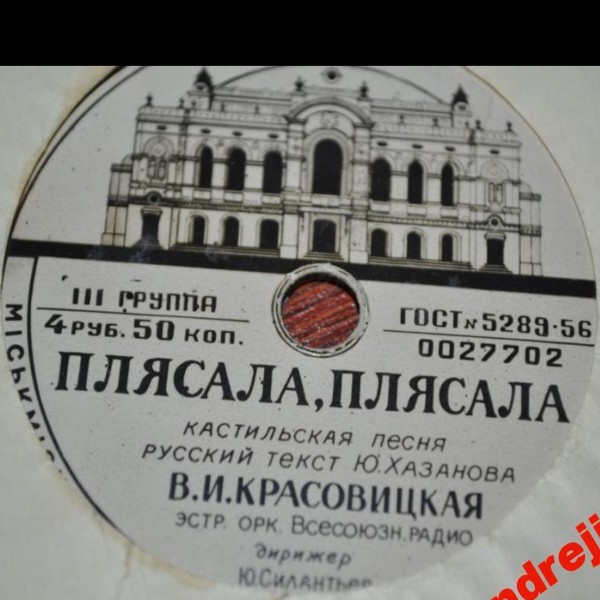 III ГРУППА
4 РУБ. 50 КОП.
ГОСТ № 5289-56
0027702
ПЛЯСАЛА, ПЛЯСАЛА
КАСТИЛЬСКАЯ ПЕСНЯ
РУССКИЙ ТЕКСТ Ю.ХАЗАНОВА
В.И.КРАСОВИЦКАЯ
ЭСТР. ОРК. ВСЕСОЮЗН.РАДИО
дирижер
Ю.Силантьев